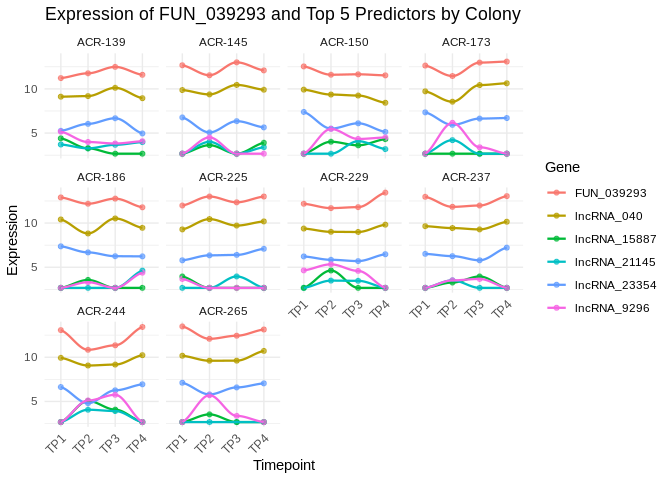 Expression of FUN_039293 and Top 5 Predictors by Colony
ACR-139 ACR-145 ACR-150 ACR-173
10
5
ACR-186 ACR-225 ACR-229 ACR-237
10
5
TP1 TP2 TP3 TP4 TP1 TP2 TP3 TP4
ACR-244 ACR-265
10
5
TP1 TP2 TP3 TP4 TP1 TP2 TP3 TP4
Expression
Timepoint
Gene
FUN_039293
lncRNA_040
lncRNA_15887
lncRNA_21145
lncRNA_23354
lncRNA_9296